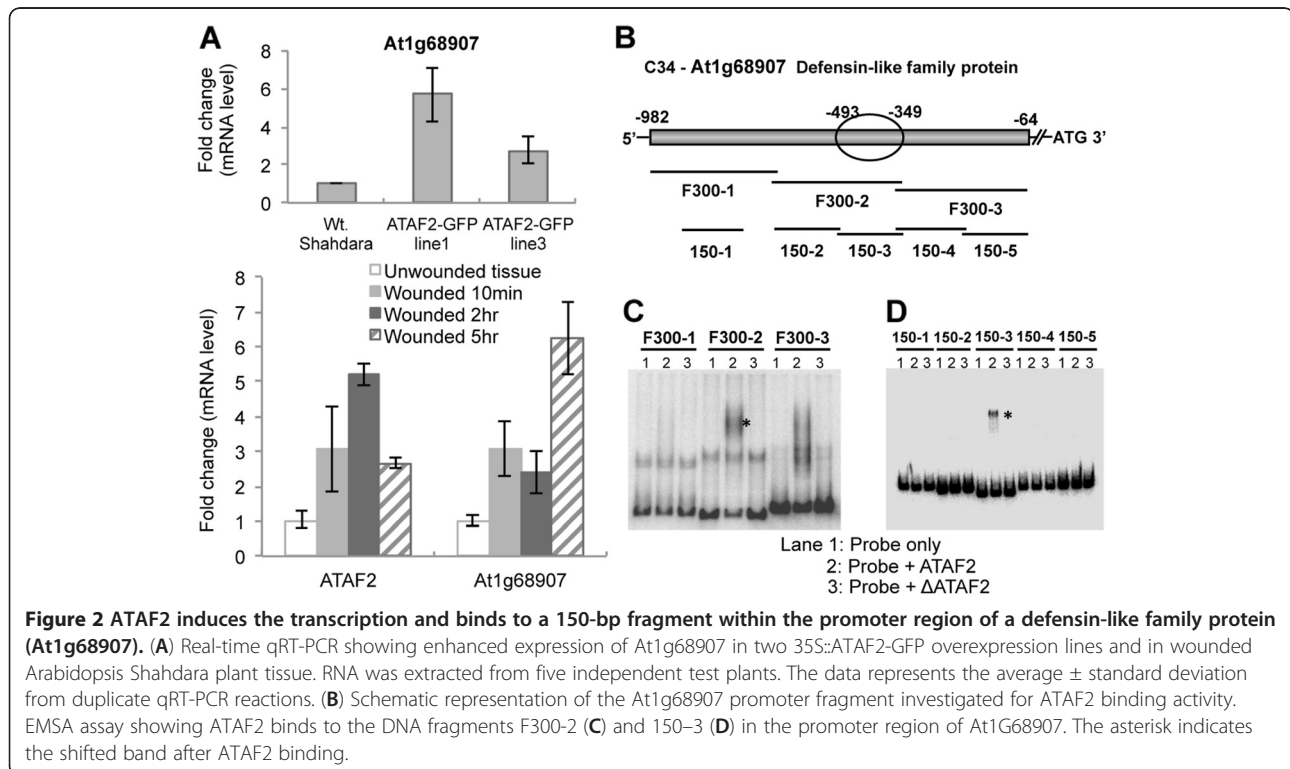 A
At1g68907
Fold change
(mRNA level)
8
6
4
2
0
Wt.
Shahdara
ATAF2-GFP
line1
ATAF2-GFP
line3
Unwounded tissue
Wounded 10min
Wounded 2hr
Wounded 5hr
Fold change (mRNA level)
8
7
6
5
4
3
2
1
0
ATAF2
At1g68907
B
C34 - At1g68907 Defensin-like family protein
-982
-493
-349
-64
5'
ATG 3'
F300-1
F300-2
F300-3
150-1
150-2
150-3
150-4
150-5
C
F300-1 F300-2 F300-3
1 2 3 1 2 3 1 2 3
*
D
150-1 150-2 150-3 150-4 150-5
1 2 3 1 2 3 1 2 3 1 2 3 1 2 3
*
Lane 1: Probe only
2: Probe + ATAF2
3: Probe + ΔATAF2
Figure 2 ATAF2 induces the transcription and binds to a 150-bp fragment within the promoter region of a defensin-like family protein
(At1g68907). (A) Real-time qRT-PCR showing enhanced expression of At1g68907 in two 35S::ATAF2-GFP overexpression lines and in wounded
Arabidopsis Shahdara plant tissue. RNA was extracted from five independent test plants. The data represents the average ± standard deviation
from duplicate qRT-PCR reactions. (B) Schematic representation of the At1g68907 promoter fragment investigated for ATAF2 binding activity.
EMSA assay showing ATAF2 binds to the DNA fragments F300-2 (C) and 150–3 (D) in the promoter region of At1G68907. The asterisk indicates
the shifted band after ATAF2 binding.